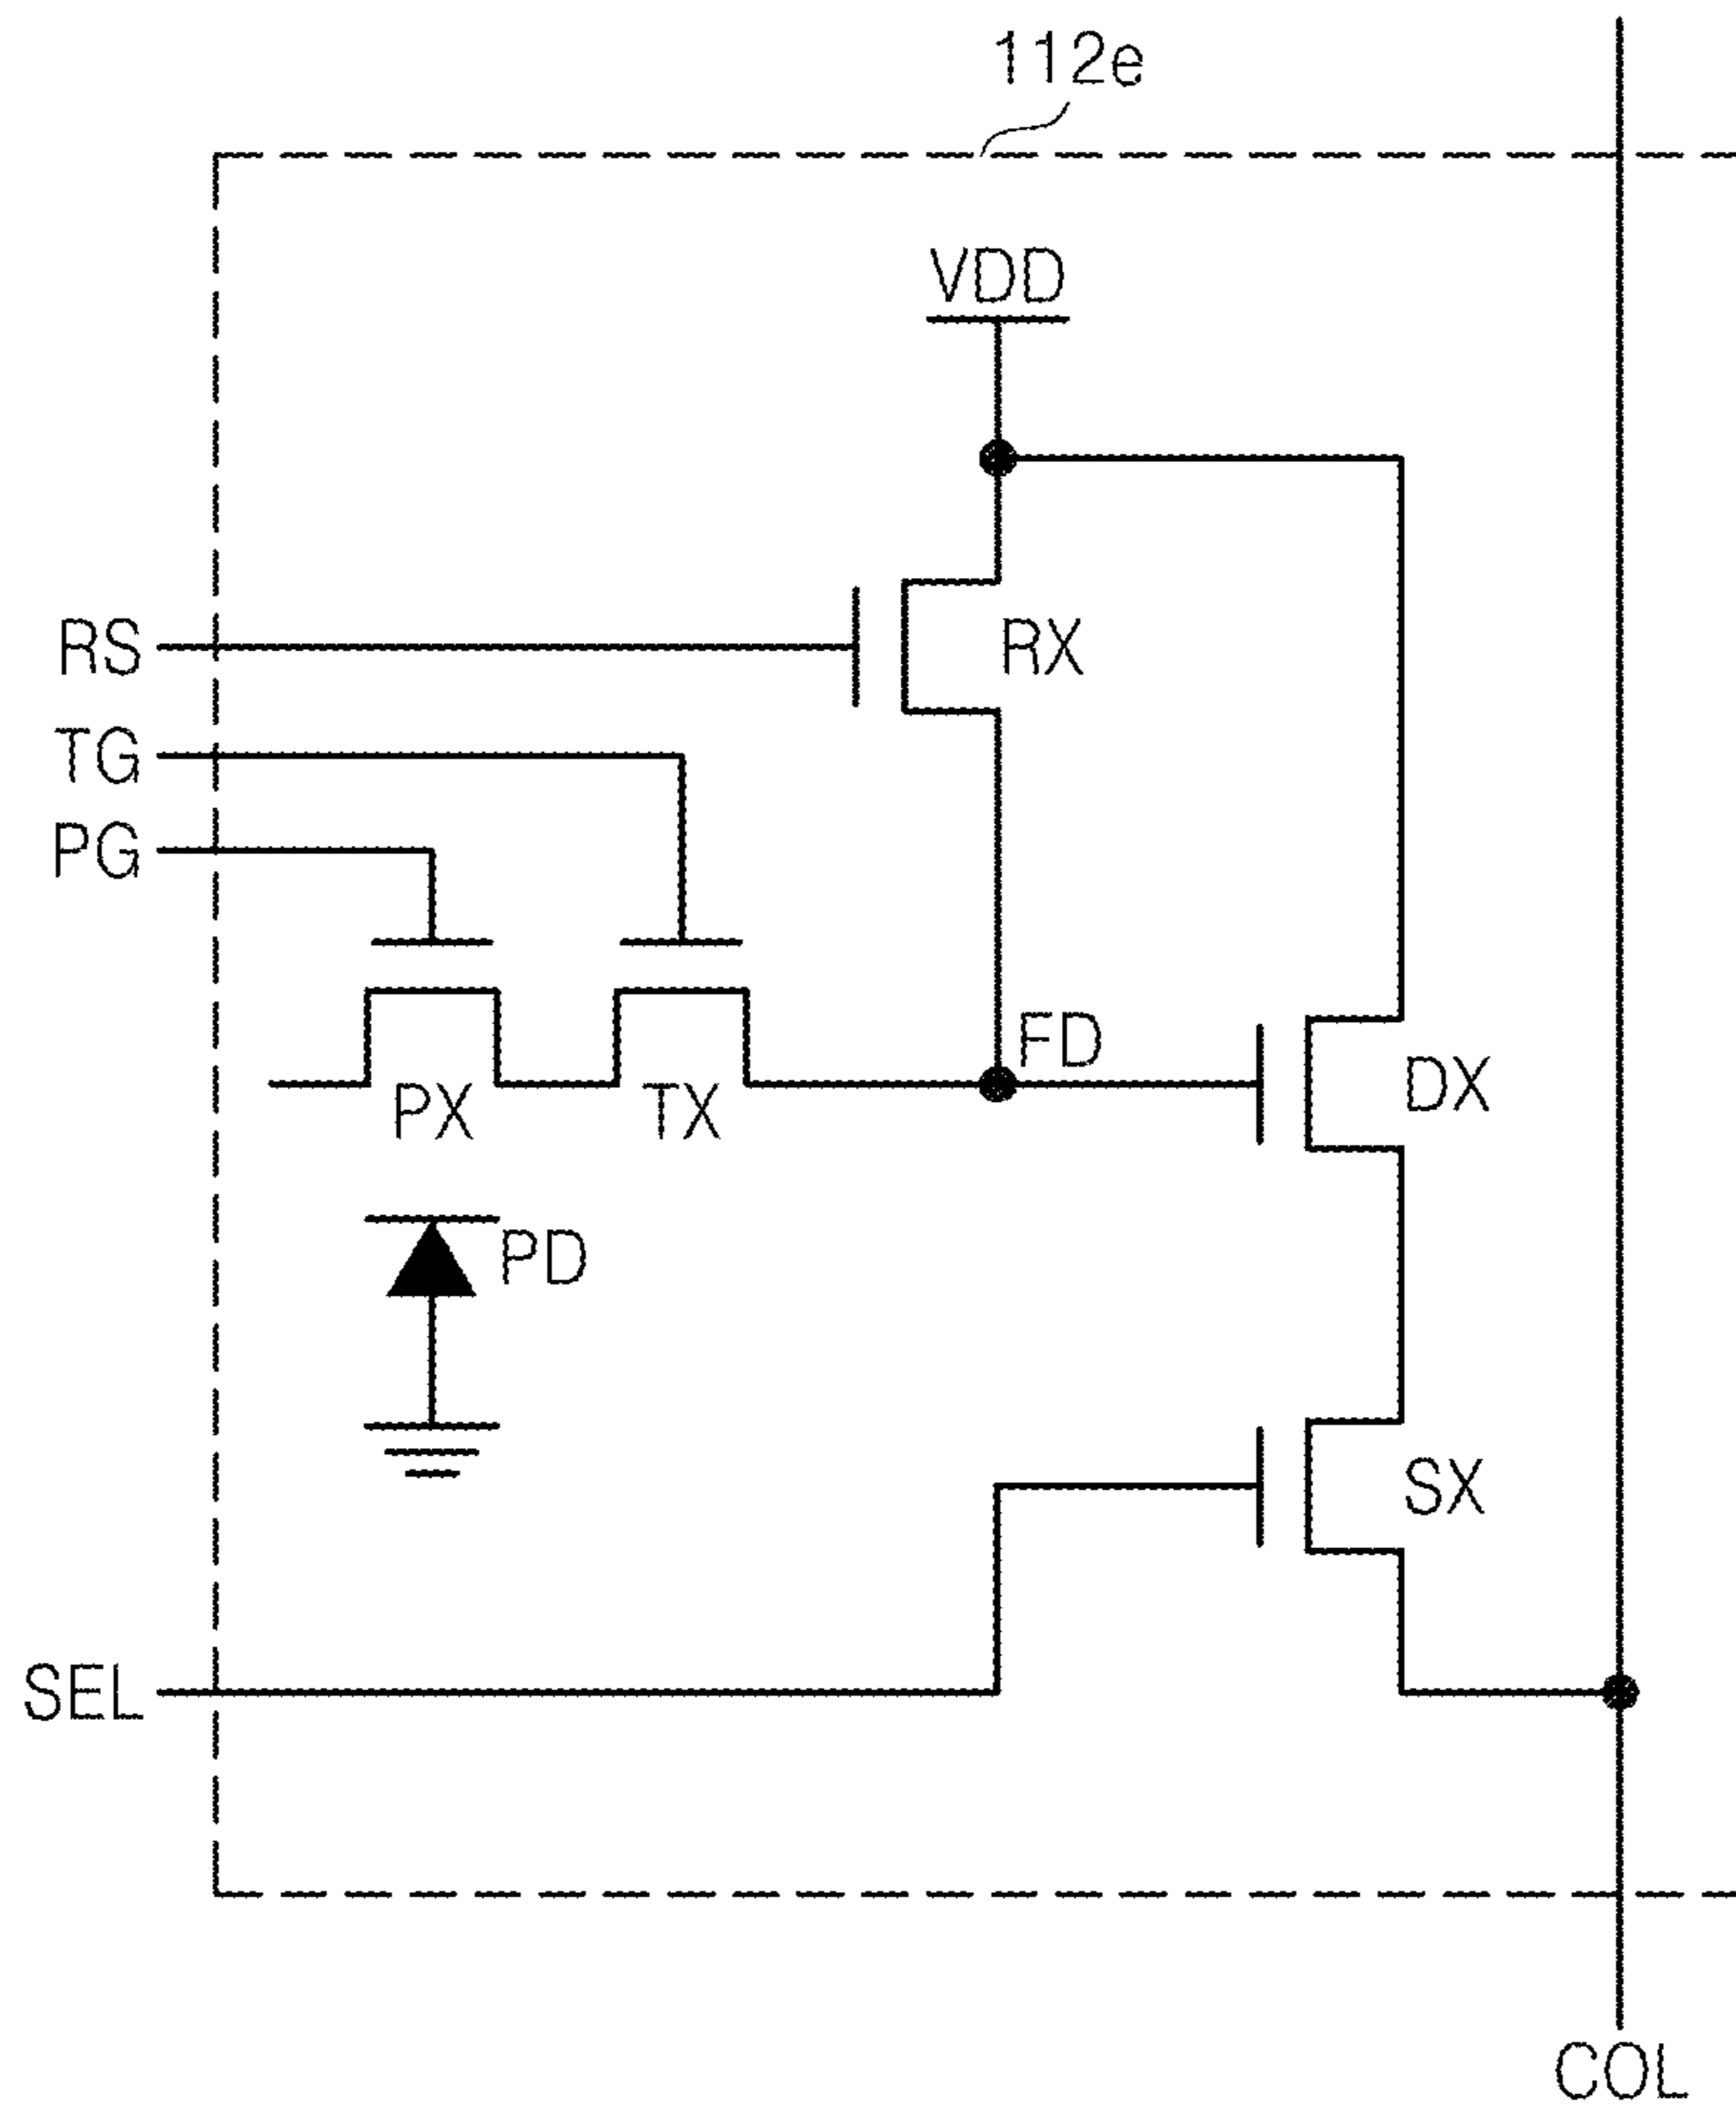 112e
VDD
RS
RX
TG
PG
FD
DX
PX
TX
PD
SX
SEL
COL